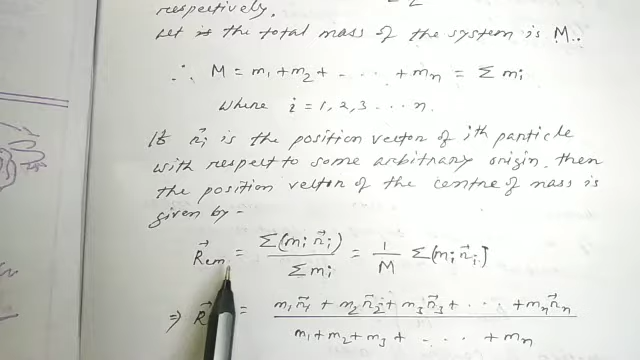 respectively.
Let the total mass of the system is M.
∴ M = m₁ + m₂ + . . . . + mₙ = Σ mᵢ
where i = 1, 2, 3 . . . n.
If r⃗ᵢ is the position vector of ith particle
with respect to some arbitrary origin, then
the position vector of the centre of mass is
given by -
R⃗cm = Σ(mᵢ r⃗ᵢ) / Σ mᵢ = 1/M Σ(mᵢ r⃗ᵢ)
⇒ R⃗ = m₁r⃗₁ + m₂r⃗₂ + m₃r⃗₃ + . . . + mₙr⃗ₙ / m₁ + m₂ + m₃ + . . . . + mₙ